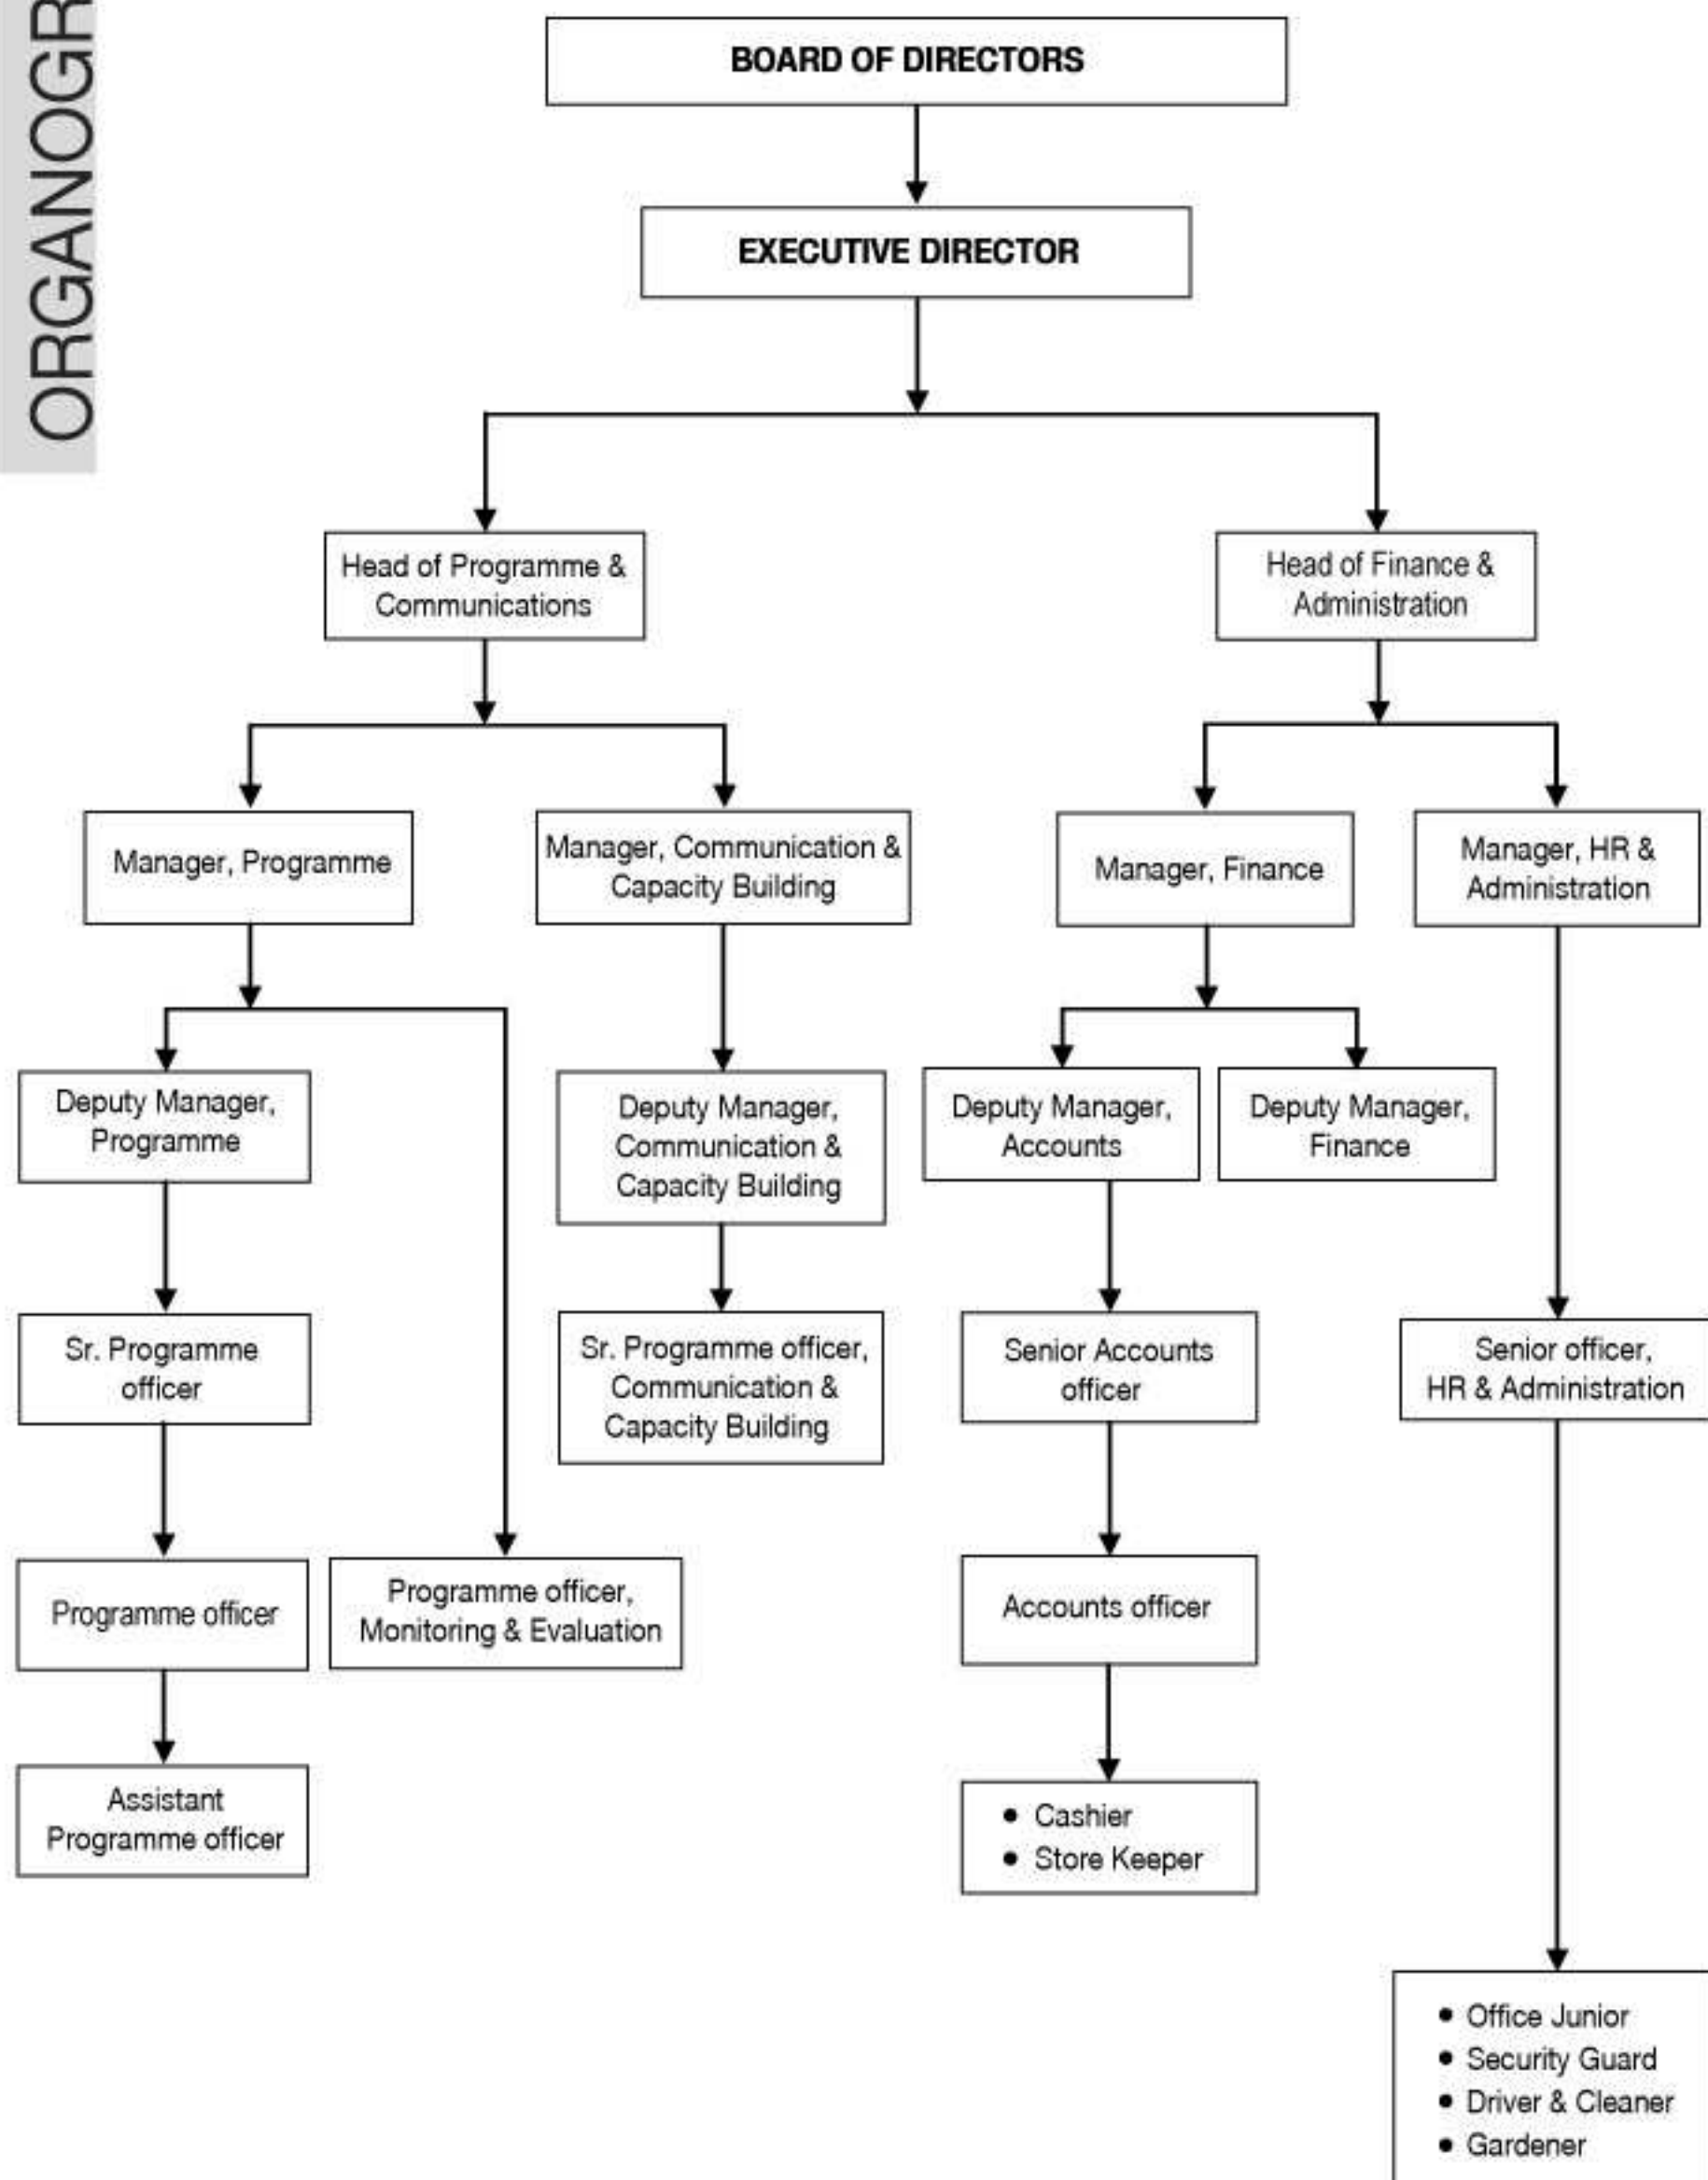 ORGANOGR
BOARD OF DIRECTORS
EXECUTIVE DIRECTOR
Head of Programme &
Communications
Head of Finance &
Administration
Manager, Programme
Manager, Communication &
Capacity Building
Manager, Finance
Manager, HR &
Administration
Deputy Manager,
Programme
Deputy Manager,
Communication &
Capacity Building
Deputy Manager,
Accounts
Deputy Manager,
Finance
Sr. Programme
officer
Sr. Programme officer,
Communication &
Capacity Building
Senior Accounts
officer
Senior officer,
HR & Administration
Programme officer
Programme officer,
Monitoring & Evaluation
Accounts officer
Assistant
Programme officer
• Cashier
• Store Keeper
• Office Junior
• Security Guard
• Driver & Cleaner
• Gardener